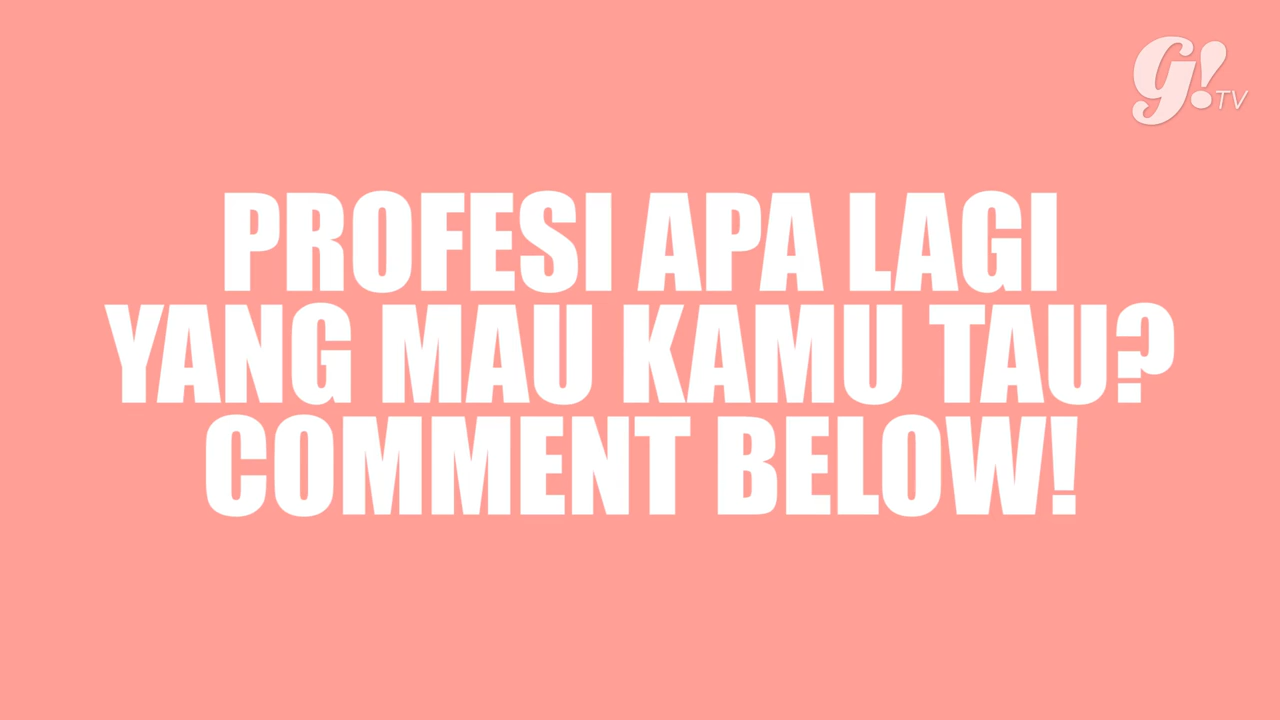 G!TV
PROFESI APA LAGI
YANG MAU KAMU TAU?
COMMENT BELOW!